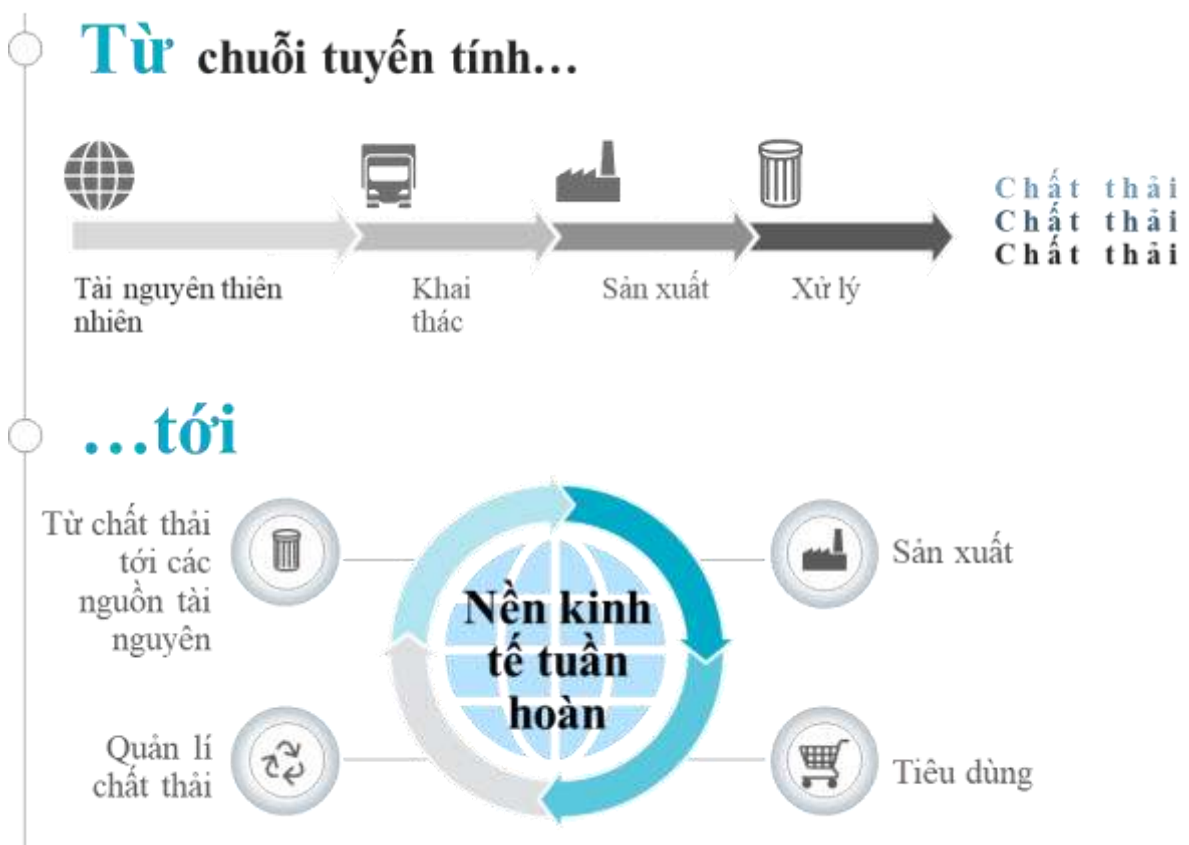 Từ chuỗi tuyến tính...
Chất thải
Chất thải
Chất thải
Tài nguyên thiên
nhiên
Khai
thác
Sản xuất
Xử lý
...tới
Từ chất thải
tới các
nguồn tài
nguyên
Sản xuất
Nền kinh
tế tuần
hoàn
Quản lí
chất thải
Tiêu dùng